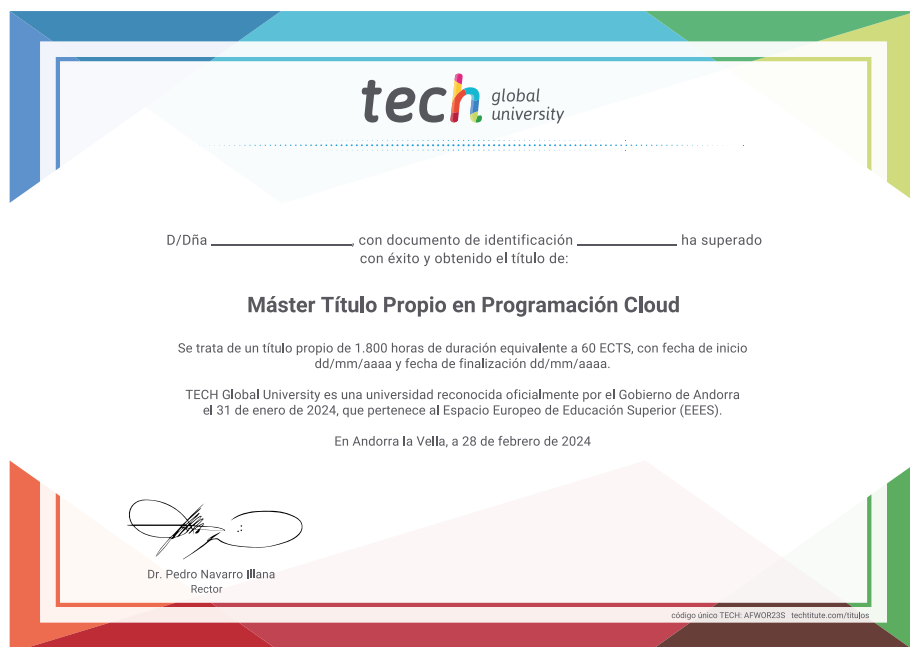 tech global university
D/Dña ______________, con documento de identificación __________ ha superado
con éxito y obtenido el título de:
Máster Título Propio en Programación Cloud
Se trata de un título propio de 1.800 horas de duración equivalente a 60 ECTS, con fecha de inicio
dd/mm/aaaa y fecha de finalización dd/mm/aaaa.
TECH Global University es una universidad reconocida oficialmente por el Gobierno de Andorra
el 31 de enero de 2024, que pertenece al Espacio Europeo de Educación Superior (EEES).
En Andorra la Vella, a 28 de febrero de 2024
Dr. Pedro Navarro Illana
Rector
código único TECH: AFWOR23S techtitute.com/titulos